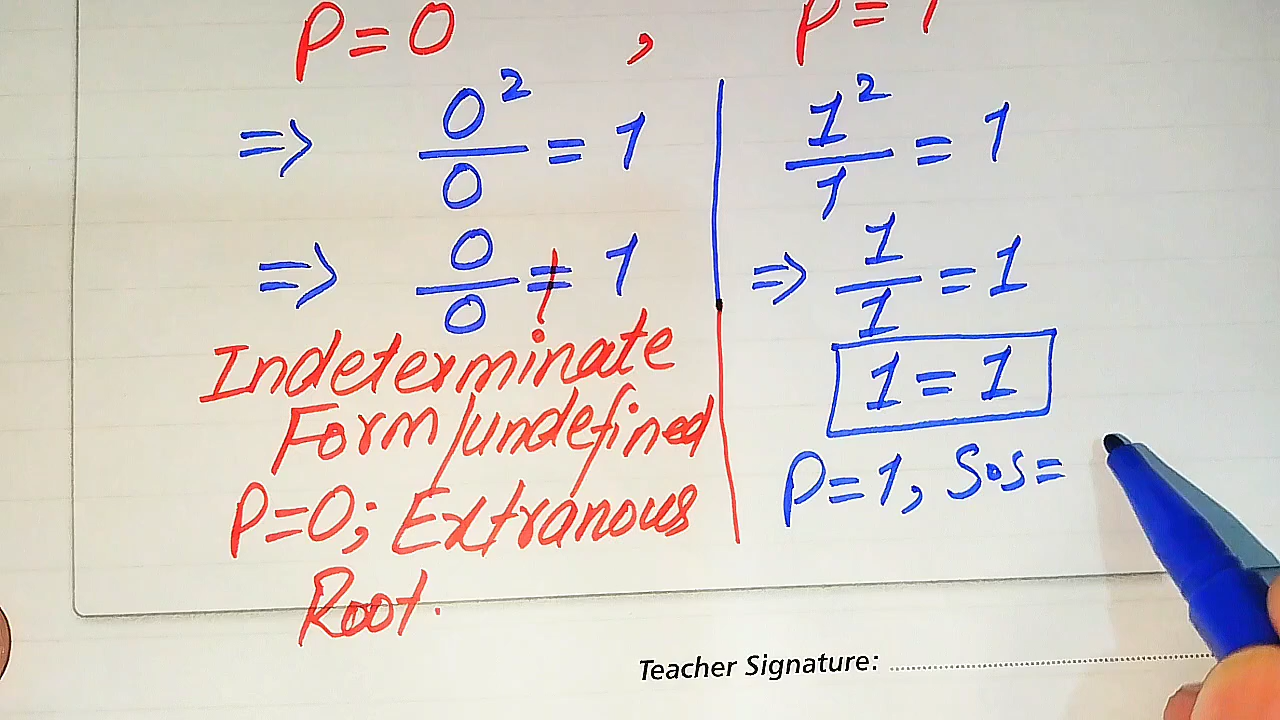 P=0 , P=1
=> 0²/0 = 1
=> 0/0 ≠ 1
Indeterminate
Form/undefined
P=0; Extranous
Root.
1²/1 = 1
=> 1/1 = 1
1 = 1
P=1, SoS=
Teacher Signature: